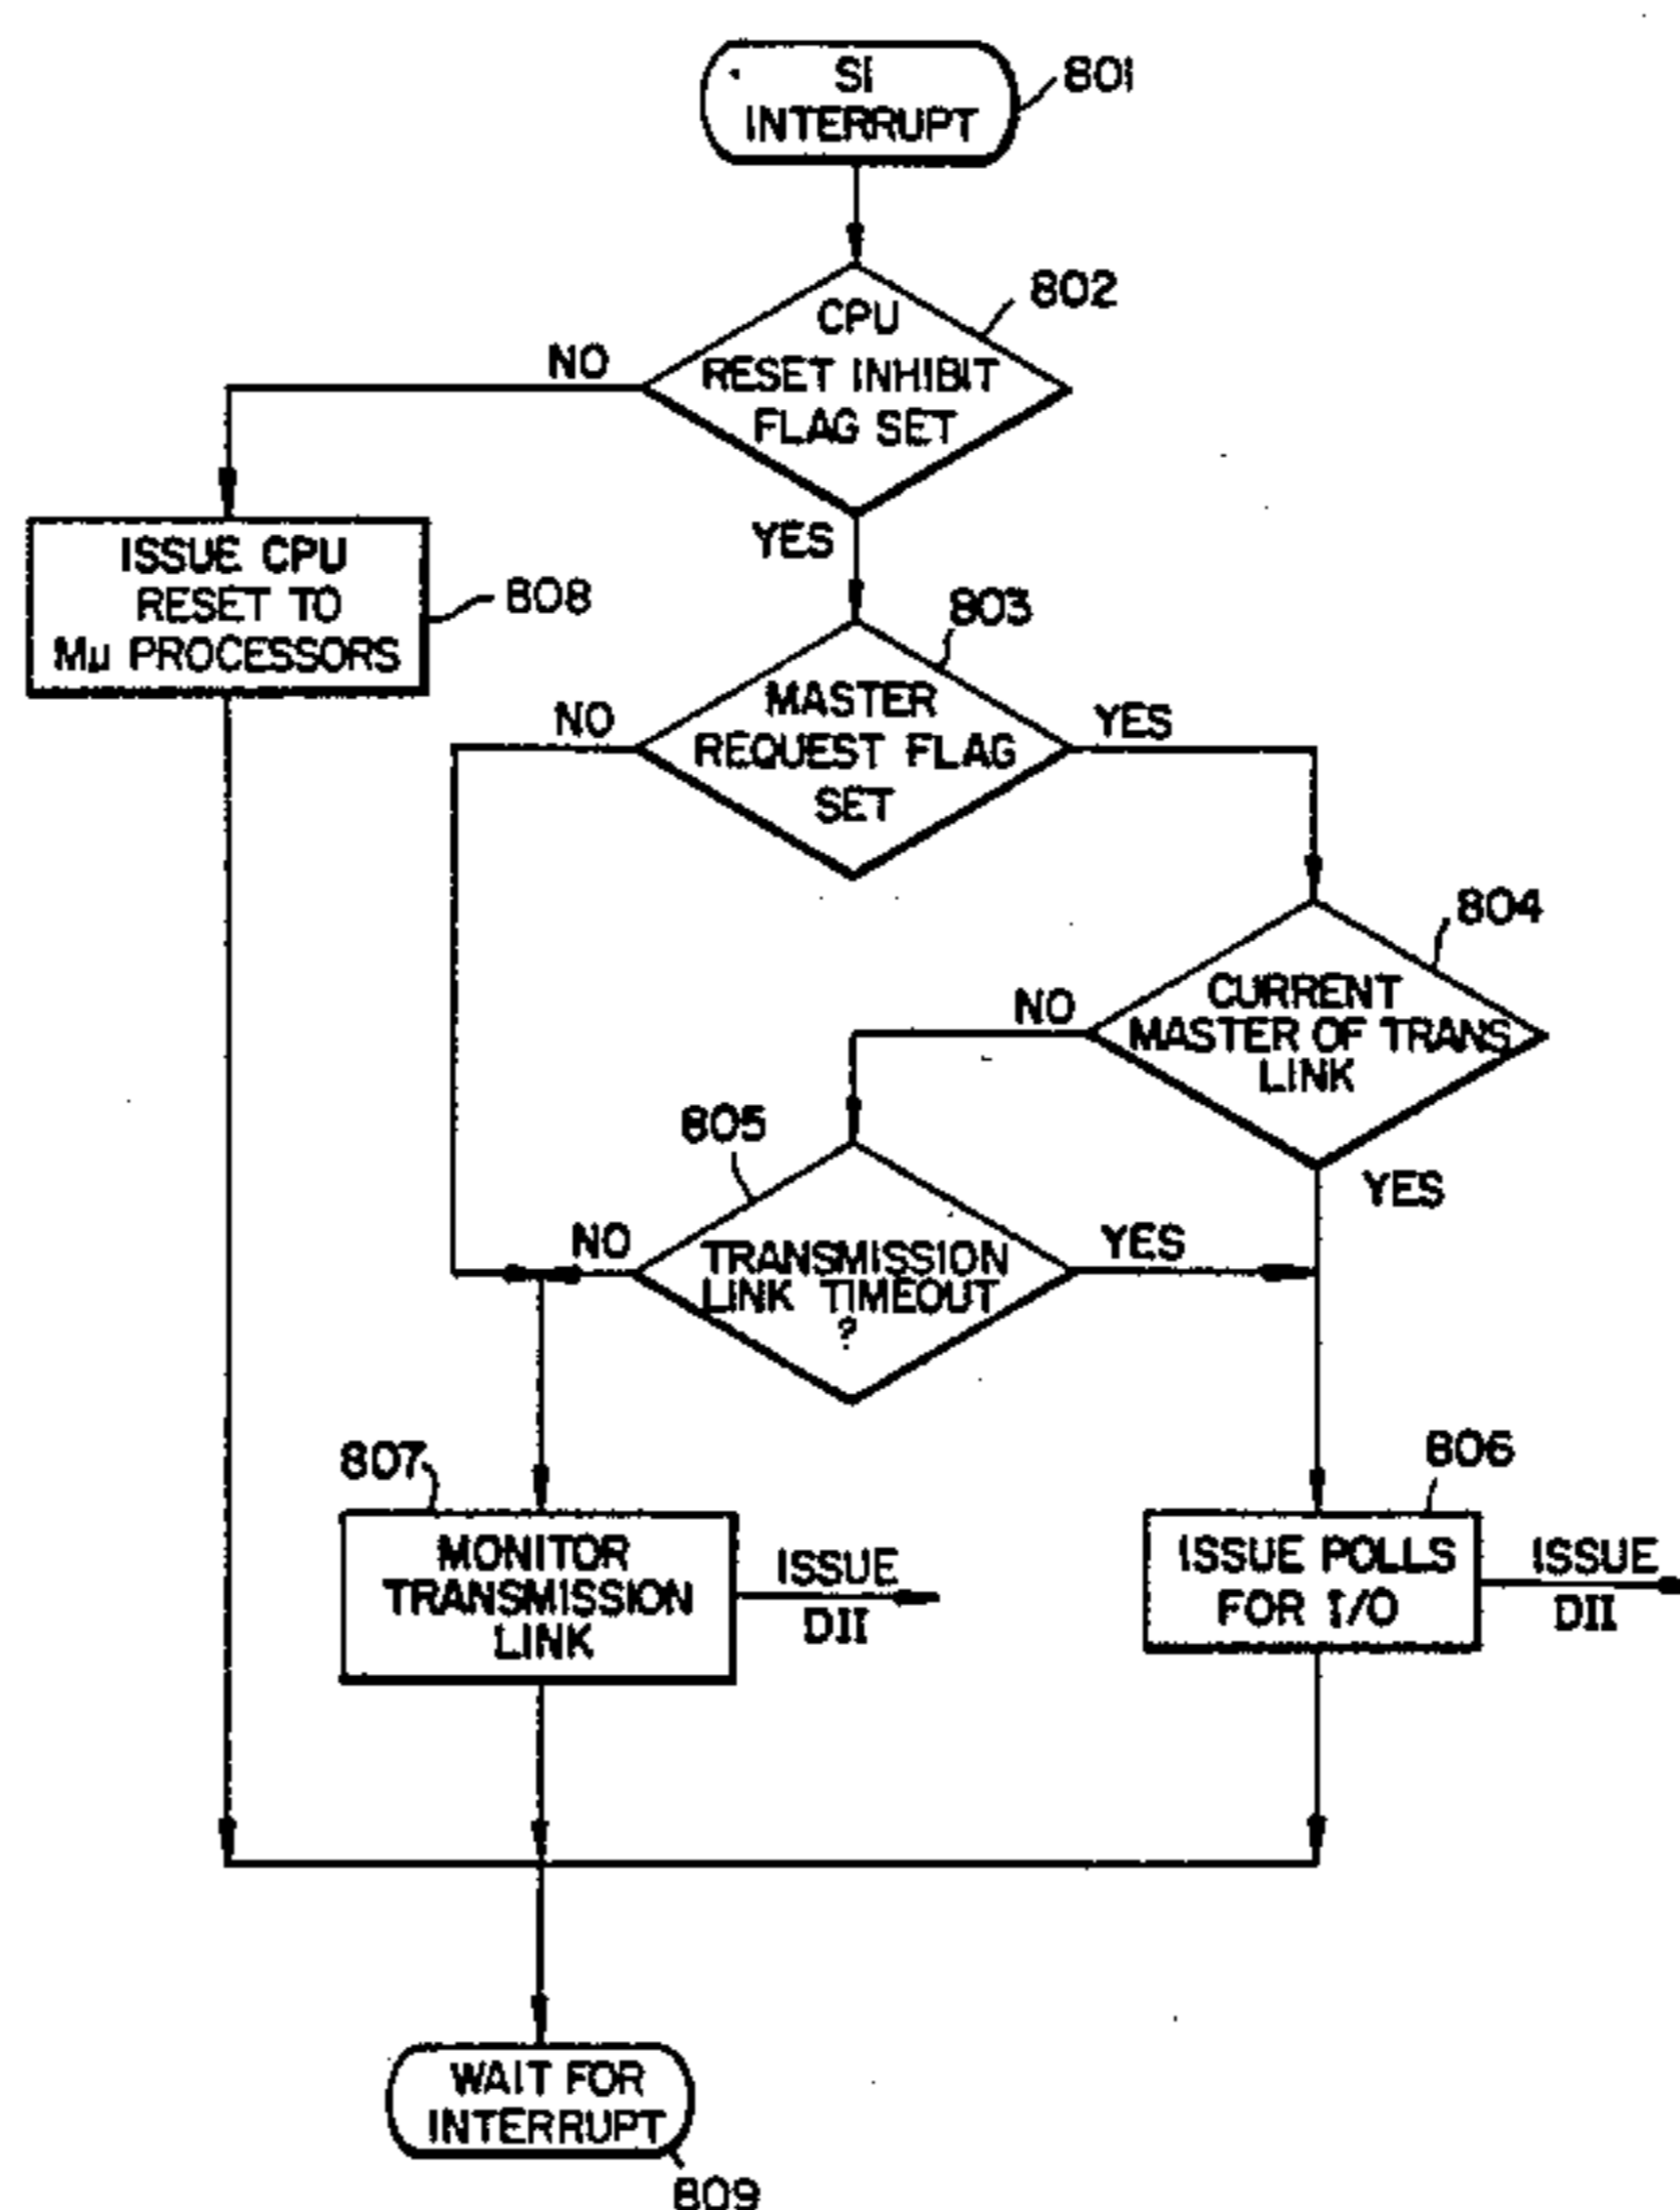 SI
INTERRUPT
801
CPU
RESET INHIBIT
FLAG SET
802
NO
YES
ISSUE CPU
RESET TO
Mμ PROCESSORS
808
803
MASTER
REQUEST FLAG
SET
NO
YES
804
CURRENT
MASTER OF TRANS
LINK
NO
YES
805
TRANSMISSION
LINK TIMEOUT
?
NO
YES
807
MONITOR
TRANSMISSION
LINK
ISSUE
DII
806
ISSUE POLLS
FOR I/O
ISSUE
DII
WAIT FOR
INTERRUPT
809